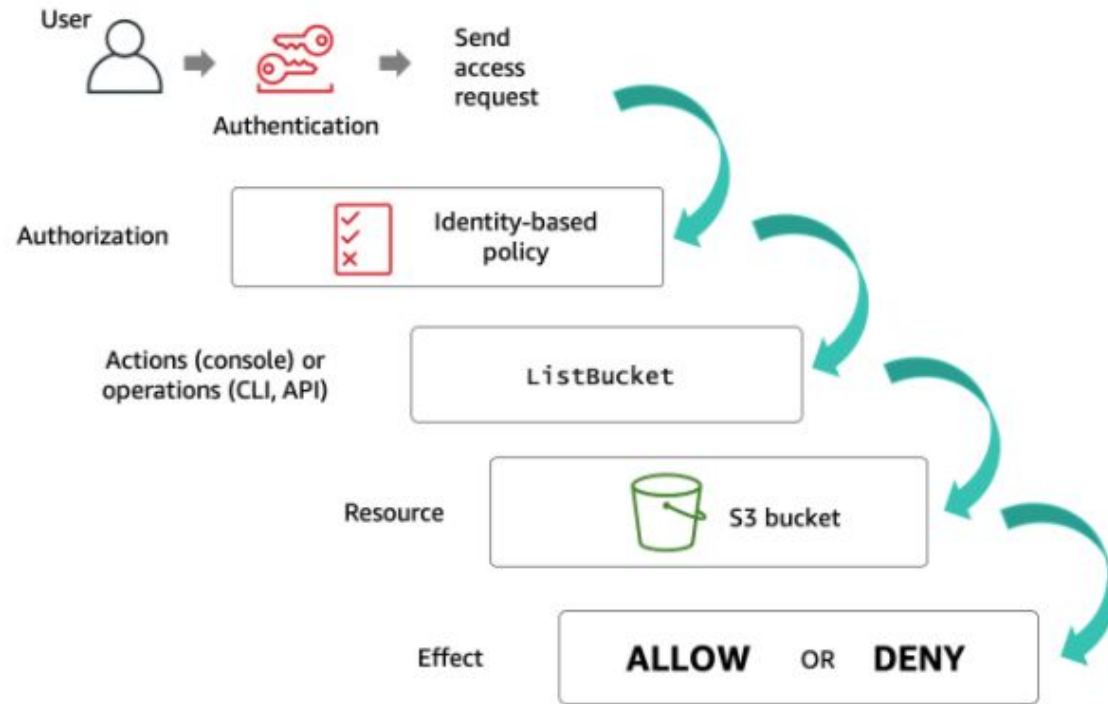 User
Send
access
request
Authentication
Authorization
Identity-based
policy
Actions (console) or
operations (CLI, API)
ListBucket
Resource
S3 bucket
Effect
ALLOW OR DENY